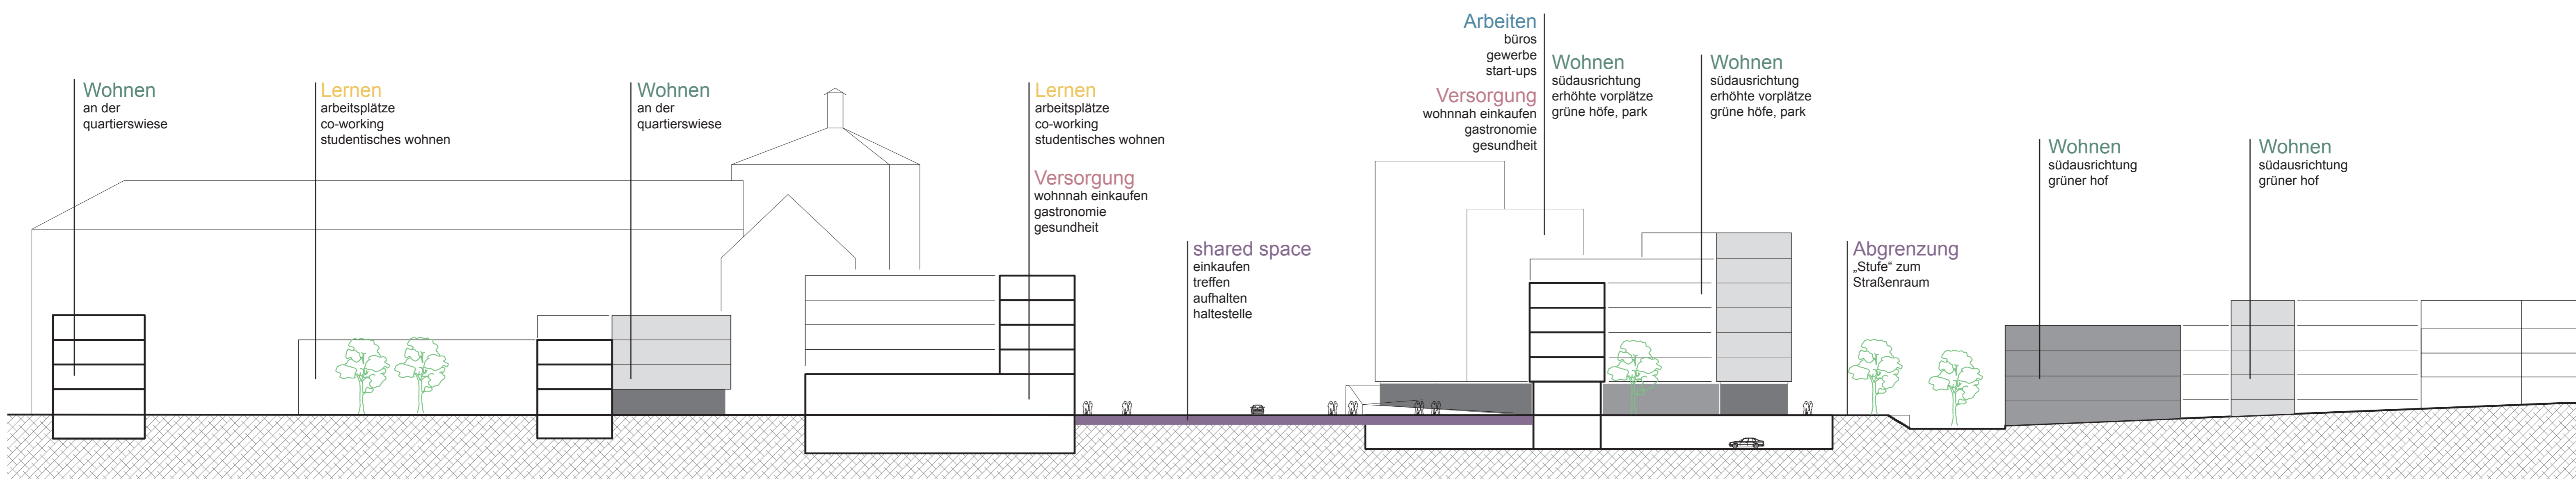 Wohnen
an der
quartierswiese
Lernen
arbeitsplätze
co-working
studentisches wohnen
Wohnen
an der
quartierswiese
Lernen
arbeitsplätze
co-working
studentisches wohnen
Versorgung
wohnnah einkaufen
gastronomie
gesundheit
shared space
einkaufen
treffen
aufhalten
haltestelle
Arbeiten
büros
gewerbe
start-ups
Versorgung
wohnnah einkaufen
gastronomie
gesundheit
Wohnen
südausrichtung
erhöhte vorplätze
grüne höfe, park
Wohnen
südausrichtung
erhöhte vorplätze
grüne höfe, park
Abgrenzung
„Stufe“ zum
Straßenraum
Wohnen
südausrichtung
grüner hof
Wohnen
südausrichtung
grüner hof